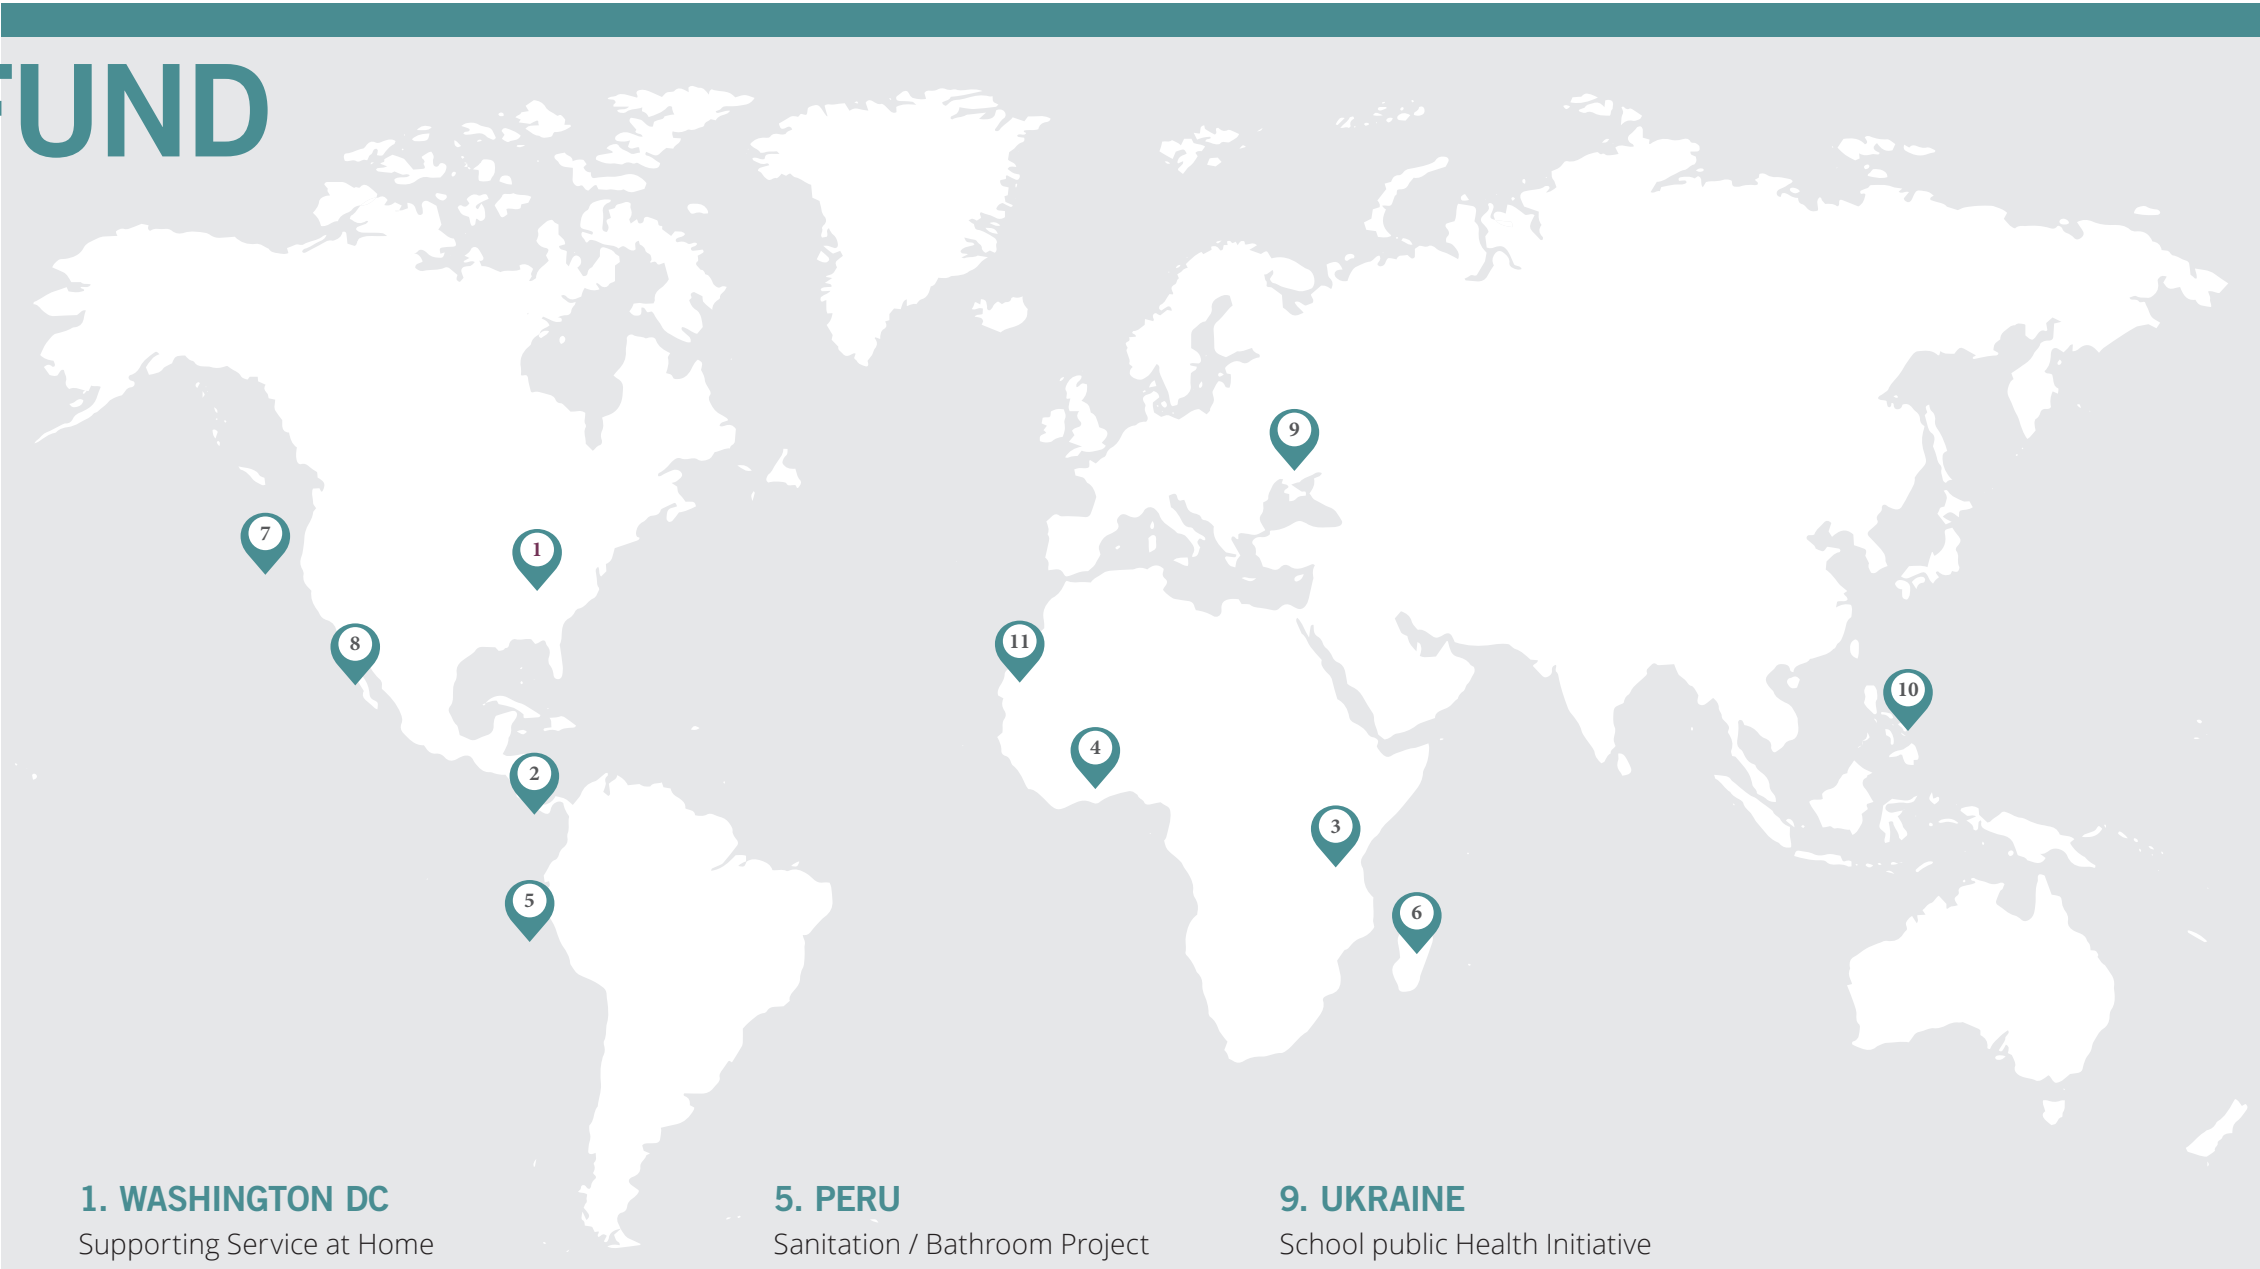 FUND
9
7
1
8
11
10
4
2
3
5
6
1. WASHINGTON DC
Supporting Service at Home
5. PERU
Sanitation / Bathroom Project
9. UKRAINE
School public Health Initiative